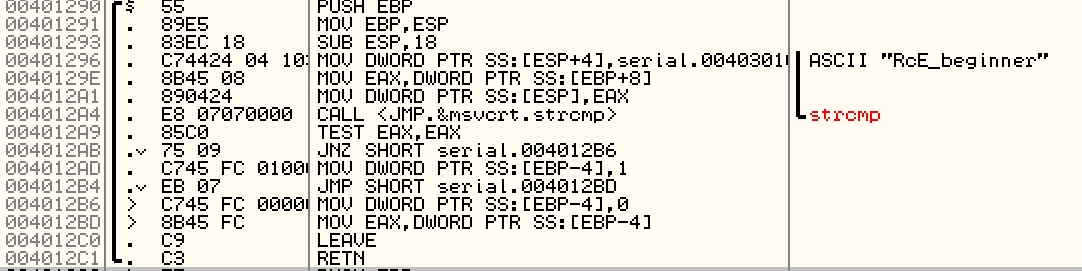 00401290 $ 55 PUSH EBP
00401291 . 89E5 MOV EBP,ESP
00401293 . 83EC 18 SUB ESP,18
00401296 . C74424 04 10 MOV DWORD PTR SS:[ESP+4],serial.0040301 ASCII "RcE_beginner"
0040129E . 8B45 08 MOV EAX,DWORD PTR SS:[EBP+8]
004012A1 . 890424 MOV DWORD PTR SS:[ESP],EAX
004012A4 . E8 07070000 CALL <JMP.&msvcrt.strcmp> strcmp
004012A9 . 85C0 TEST EAX,EAX
004012AB . 75 09 JNZ SHORT serial.004012B6
004012AD . C745 FC 0100 MOV DWORD PTR SS:[EBP-4],1
004012B4 . EB 07 JMP SHORT serial.004012BD
004012B6 > C745 FC 0000 MOV DWORD PTR SS:[EBP-4],0
004012BD > 8B45 FC MOV EAX,DWORD PTR SS:[EBP-4]
004012C0 . C9 LEAVE
004012C1 . C3 RETN